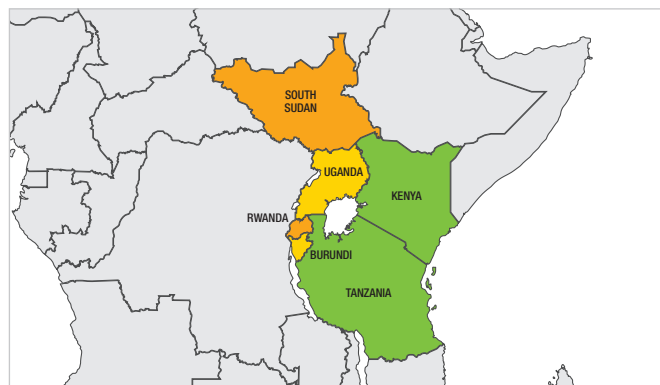 SOUTH
SUDAN
UGANDA
KENYA
RWANDA
BURUNDI
TANZANIA